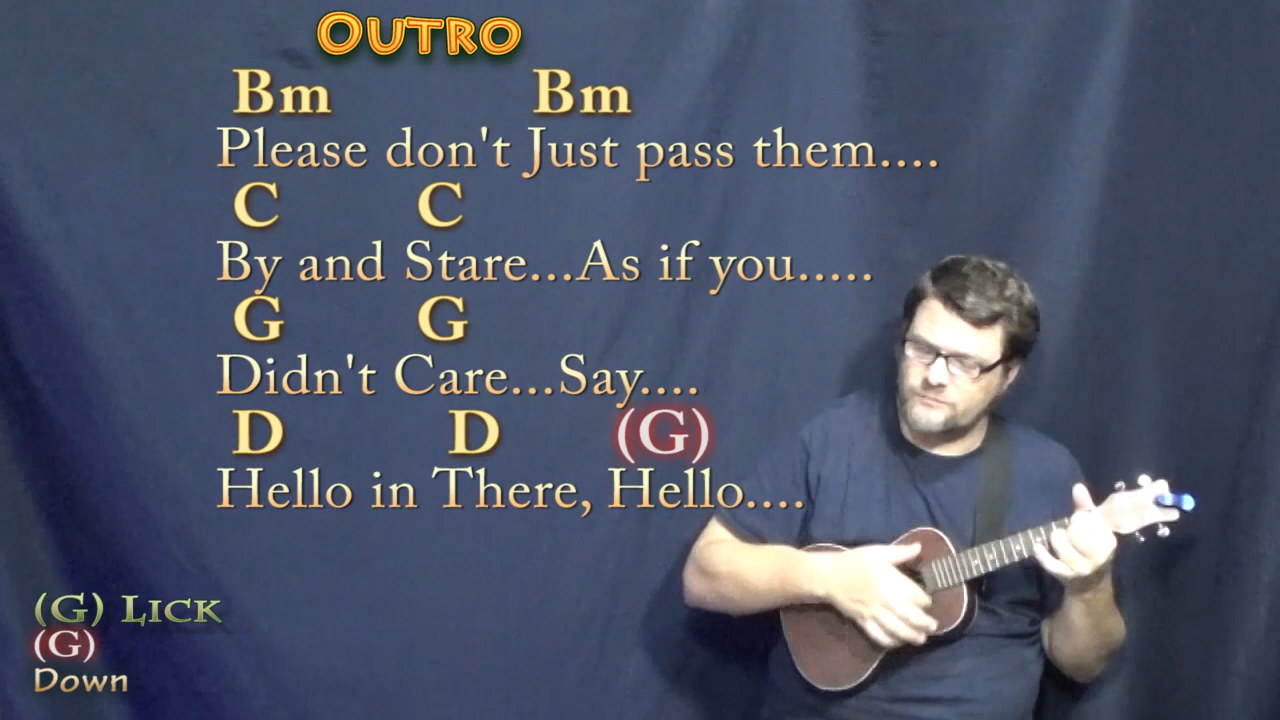 OUTRO
Bm Bm
Please don't Just pass them....
C C
By and Stare...As if you.....
G G
Didn't Care...Say....
D D (G)
Hello in There, Hello....
(G) LICK
(G)
Down